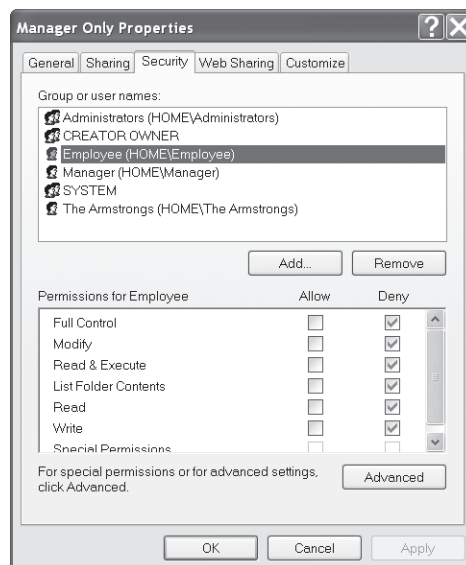 Manager Only Properties
General Sharing Security Web Sharing Customize
Group or user names:
Administrators (HOME\Administrators)
CREATOR OWNER
Employee (HOME\Employee)
Manager (HOME\Manager)
SYSTEM
The Armstrongs (HOME\The Armstrongs)
Add... Remove
Permissions for Employee Allow Deny
Full Control
Modify
Read & Execute
List Folder Contents
Read
Write
Special Permissions
For special permissions or for advanced settings,
click Advanced.
Advanced
OK Cancel Apply